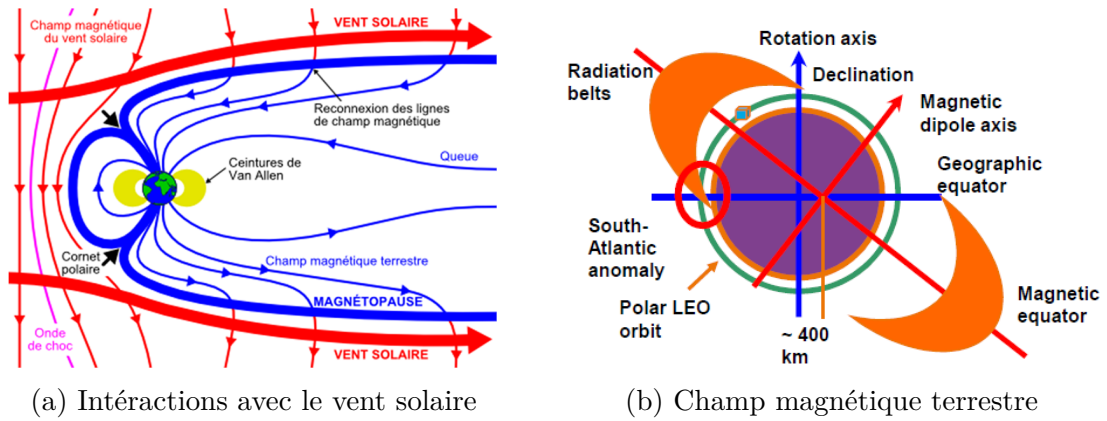 Champ magnétique
du vent solaire
VENT SOLAIRE
Reconnexion des lignes
de champ magnétique
Queue
Ceintures de
Van Allen
Cornet
polaire
Champ magnétique terrestre
MAGNÉTOPAUSE
Onde
de choc
VENT SOLAIRE
(a) Intéractions avec le vent solaire
Rotation axis
Radiation
belts
Declination
Magnetic
dipole axis
Geographic
equator
South-
Atlantic
anomaly
Polar LEO
orbit
~ 400
km
Magnetic
equator
(b) Champ magnétique terrestre